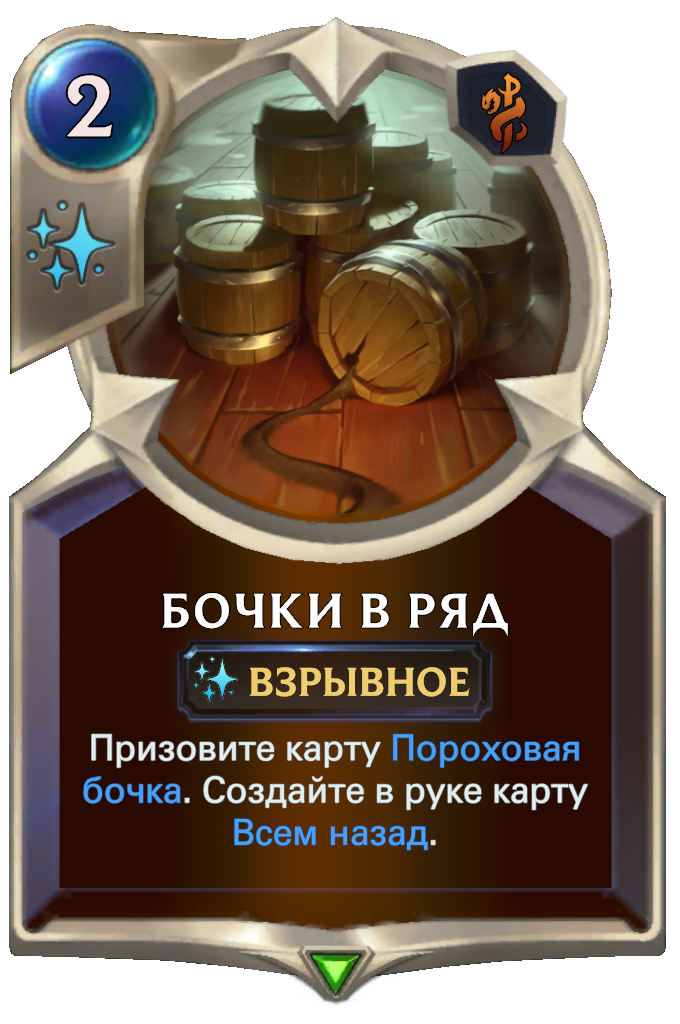 2
БОЧКИ В РЯД
ВЗРЫВНОЕ
Призовите карту Пороховая
бочка. Создайте в руке карту
Всем назад.